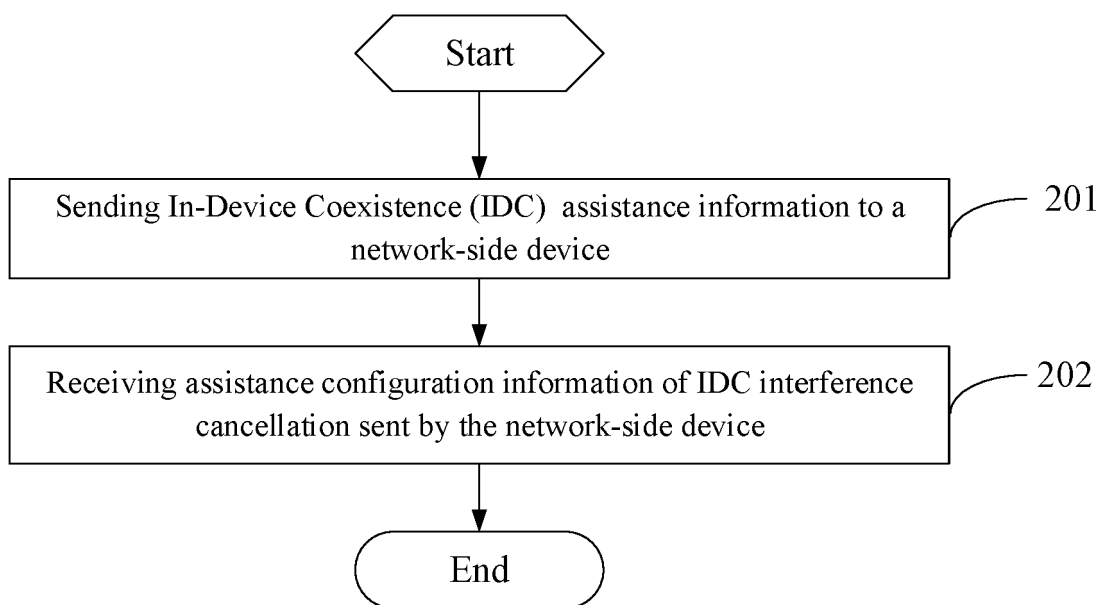 Start
Sending In-Device Coexistence (IDC) assistance information to a
network-side device
201
Receiving assistance configuration information of IDC interference
cancellation sent by the network-side device
202
End